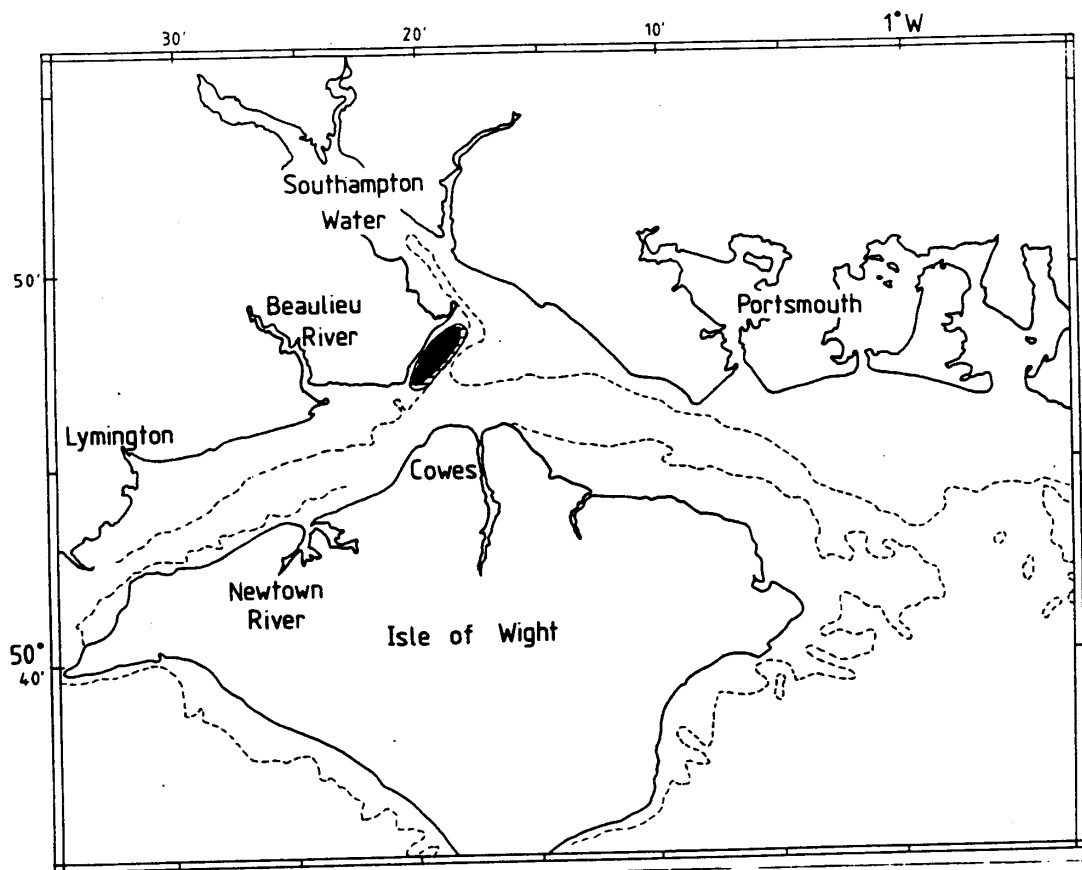 30' 20' 10' 1° W
Southampton
Water
50'
Beaulieu
River
Portsmouth
Lymington
Cowes
Newtown
River
Isle of Wight
50°
40'